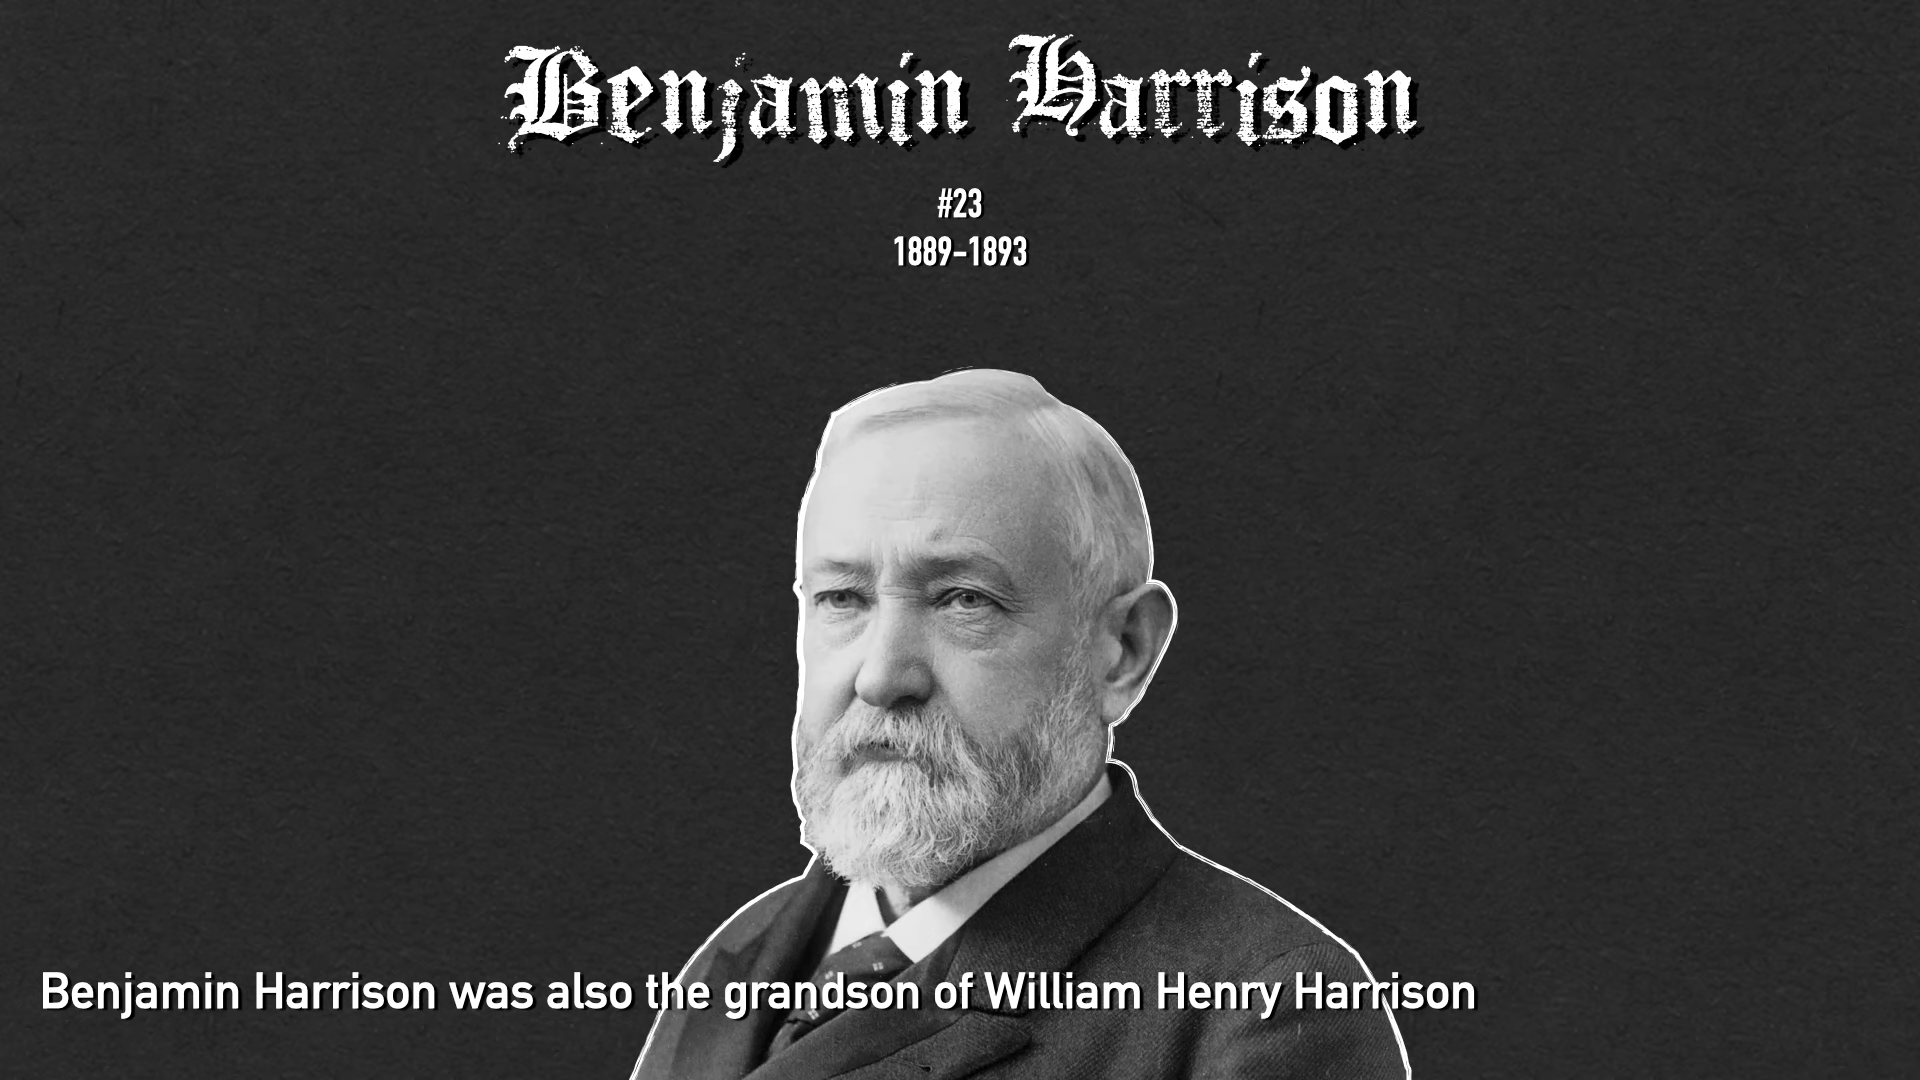 Benjamin Harrison
#23
1889–1893
Benjamin Harrison was also the grandson of William Henry Harrison